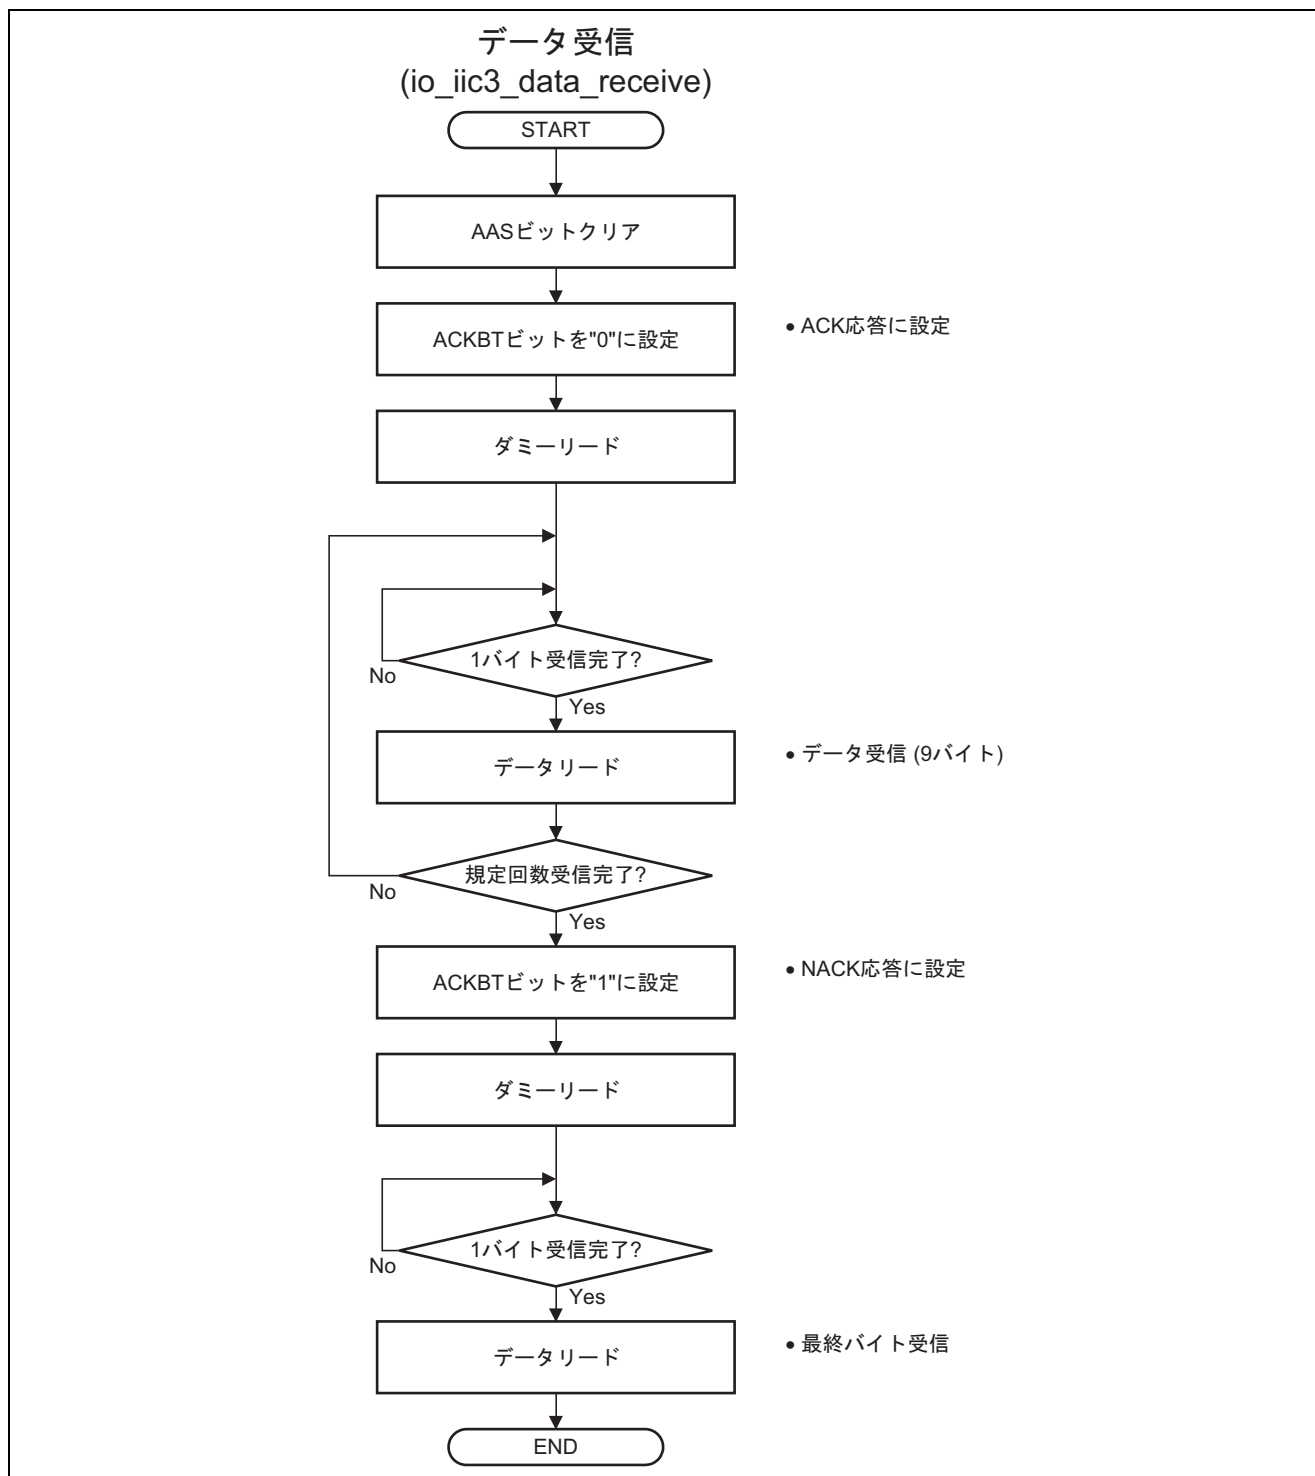 データ受信
(io_iic3_data_receive)
START
AASビットクリア
ACKBTビットを"0"に設定
• ACK応答に設定
ダミーリード
1バイト受信完了?
No
Yes
データリード
• データ受信 (9バイト)
規定回数受信完了?
No
Yes
ACKBTビットを"1"に設定
• NACK応答に設定
ダミーリード
1バイト受信完了?
No
Yes
データリード
• 最終バイト受信
END